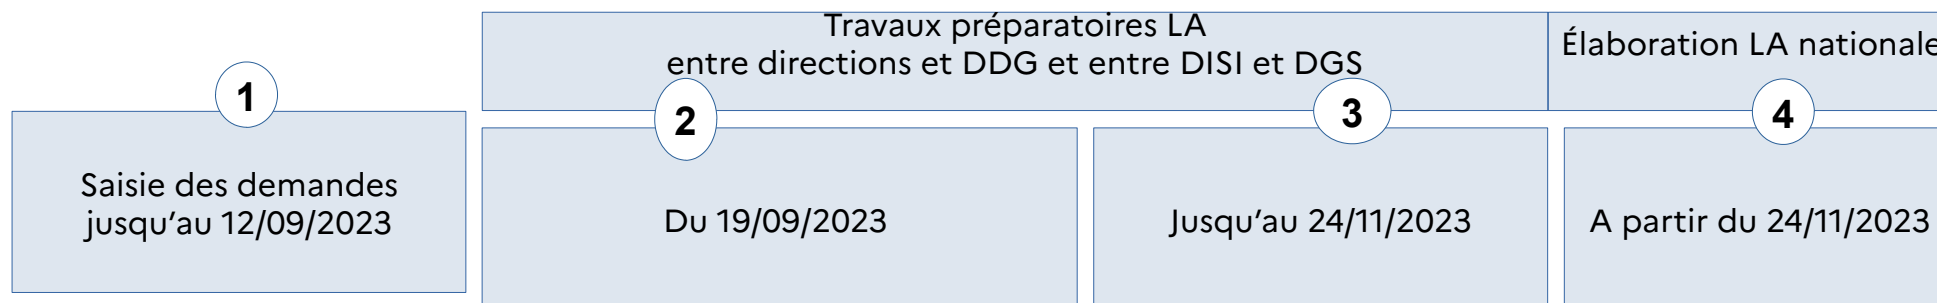 Travaux préparatoires LA
entre directions et DDG et entre DISI et DGS
Élaboration LA nationale
1
2
3
4
Saisie des demandes
jusqu’au 12/09/2023
Du 19/09/2023
Jusqu’au 24/11/2023
A partir du 24/11/2023